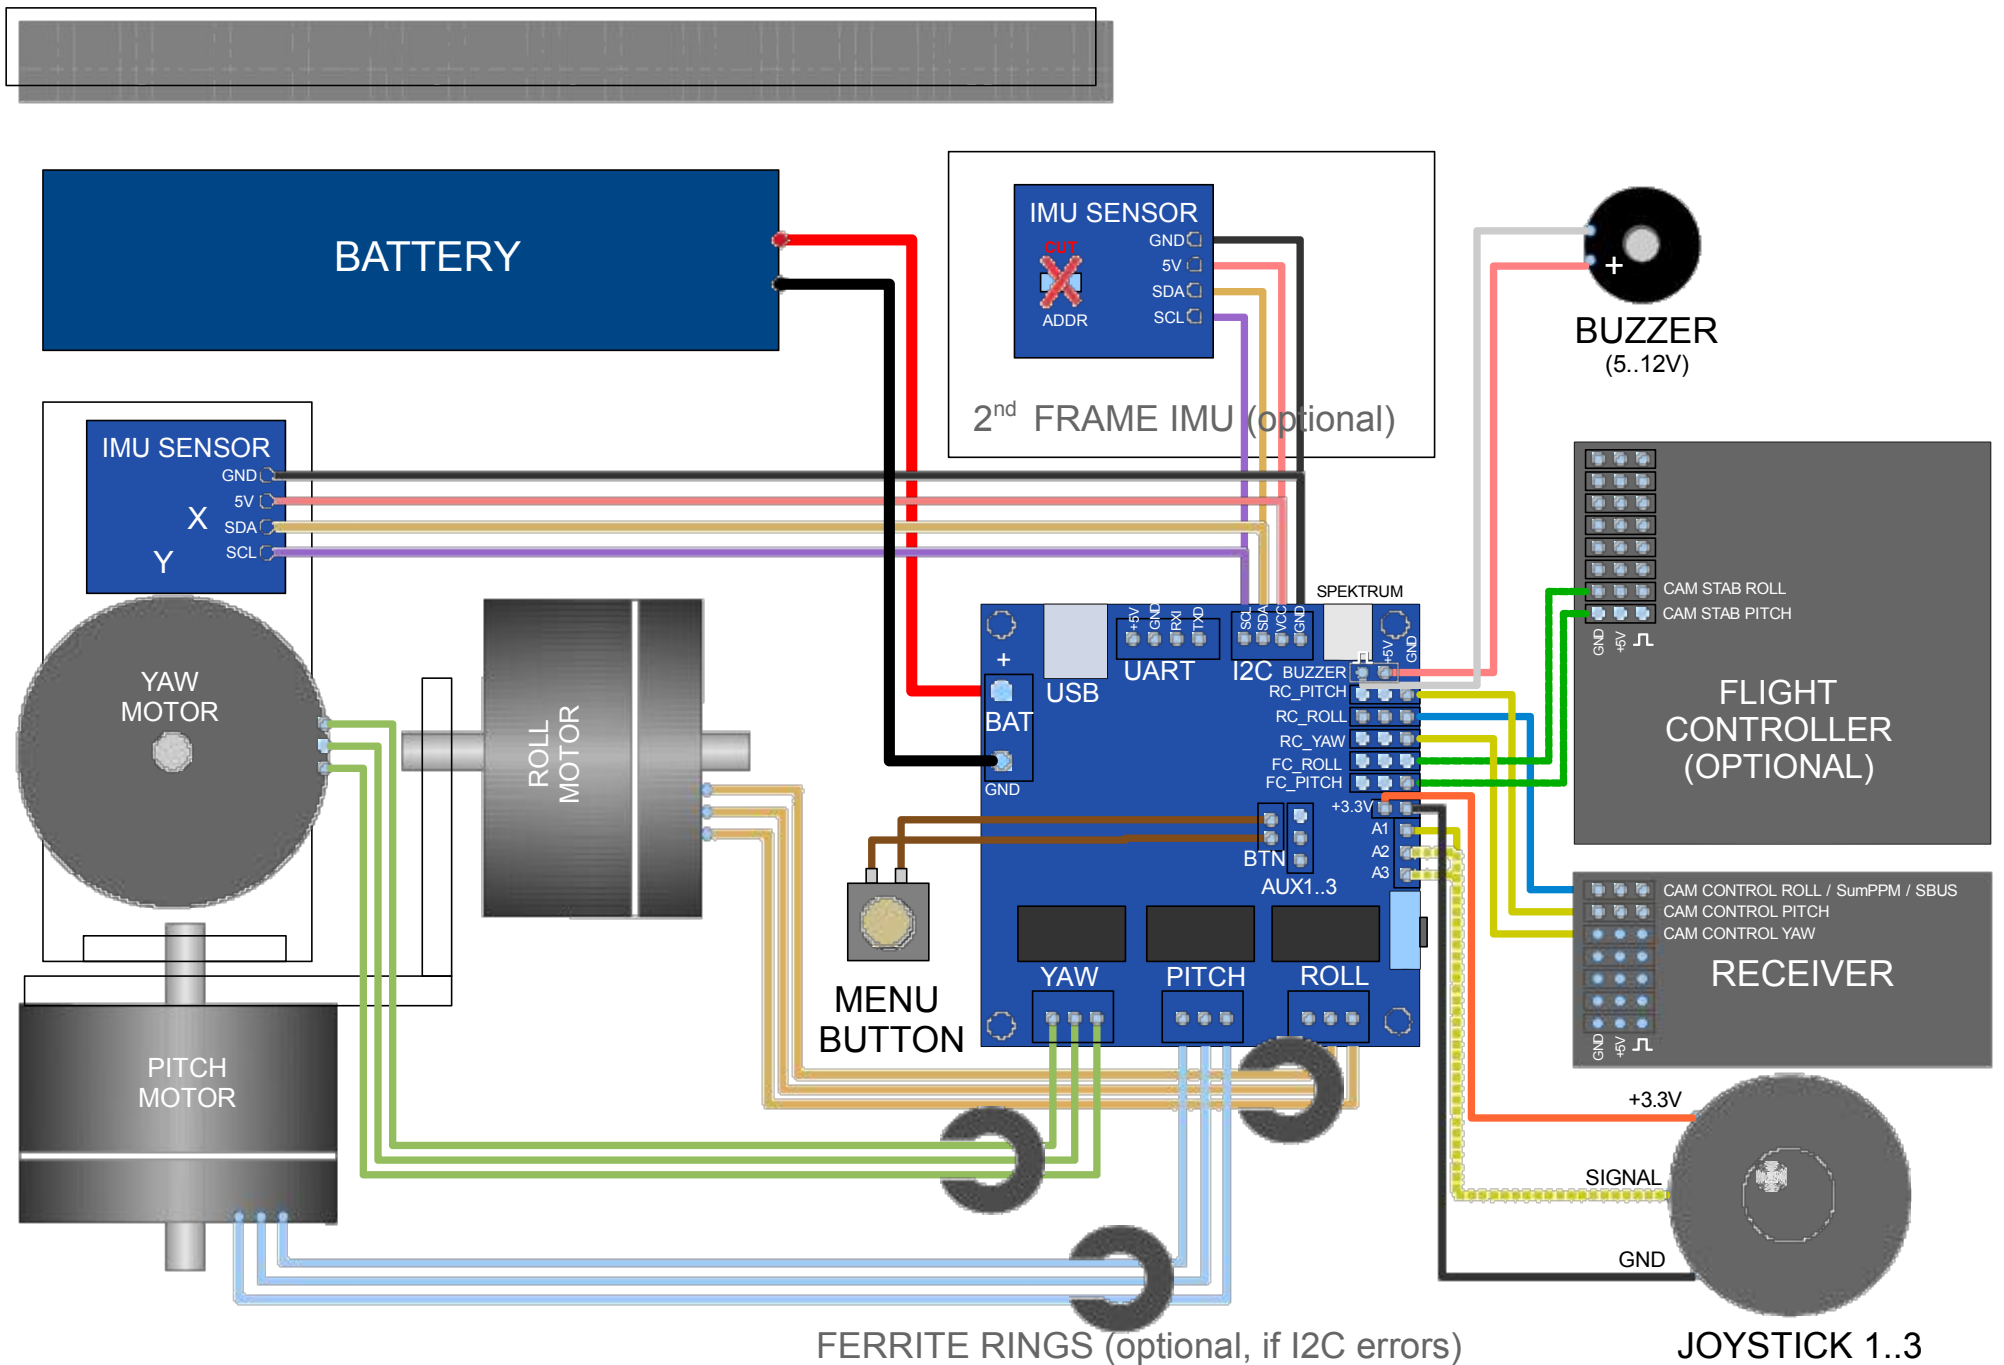 BATTERY
IMU SENSOR
CUT
ADDR
GND
5V
SDA
SCL
2nd FRAME IMU (optional)
+
BUZZER
(5..12V)
IMU SENSOR
GND
5V
SDA
SCL
X
Y
YAW
MOTOR
ROLL
MOTOR
PITCH
MOTOR
SPEKTRUM
+5V
GND
RXI
TXD
UART
SCL
SDA
VCC
GND
I2C
USB
+
BAT
GND
+5V
GND
BUZZER
RC_PITCH
RC_ROLL
RC_YAW
FC_ROLL
FC_PITCH
+3.3V
A1
A2
A3
BTN
AUX1..3
YAW
PITCH
ROLL
MENU
BUTTON
CAM STAB ROLL
CAM STAB PITCH
GND
+5V
FLIGHT
CONTROLLER
(OPTIONAL)
CAM CONTROL ROLL / SumPPM / SBUS
CAM CONTROL PITCH
CAM CONTROL YAW
RECEIVER
GND
+5V
+3.3V
SIGNAL
GND
JOYSTICK 1..3
FERRITE RINGS (optional, if I2C errors)